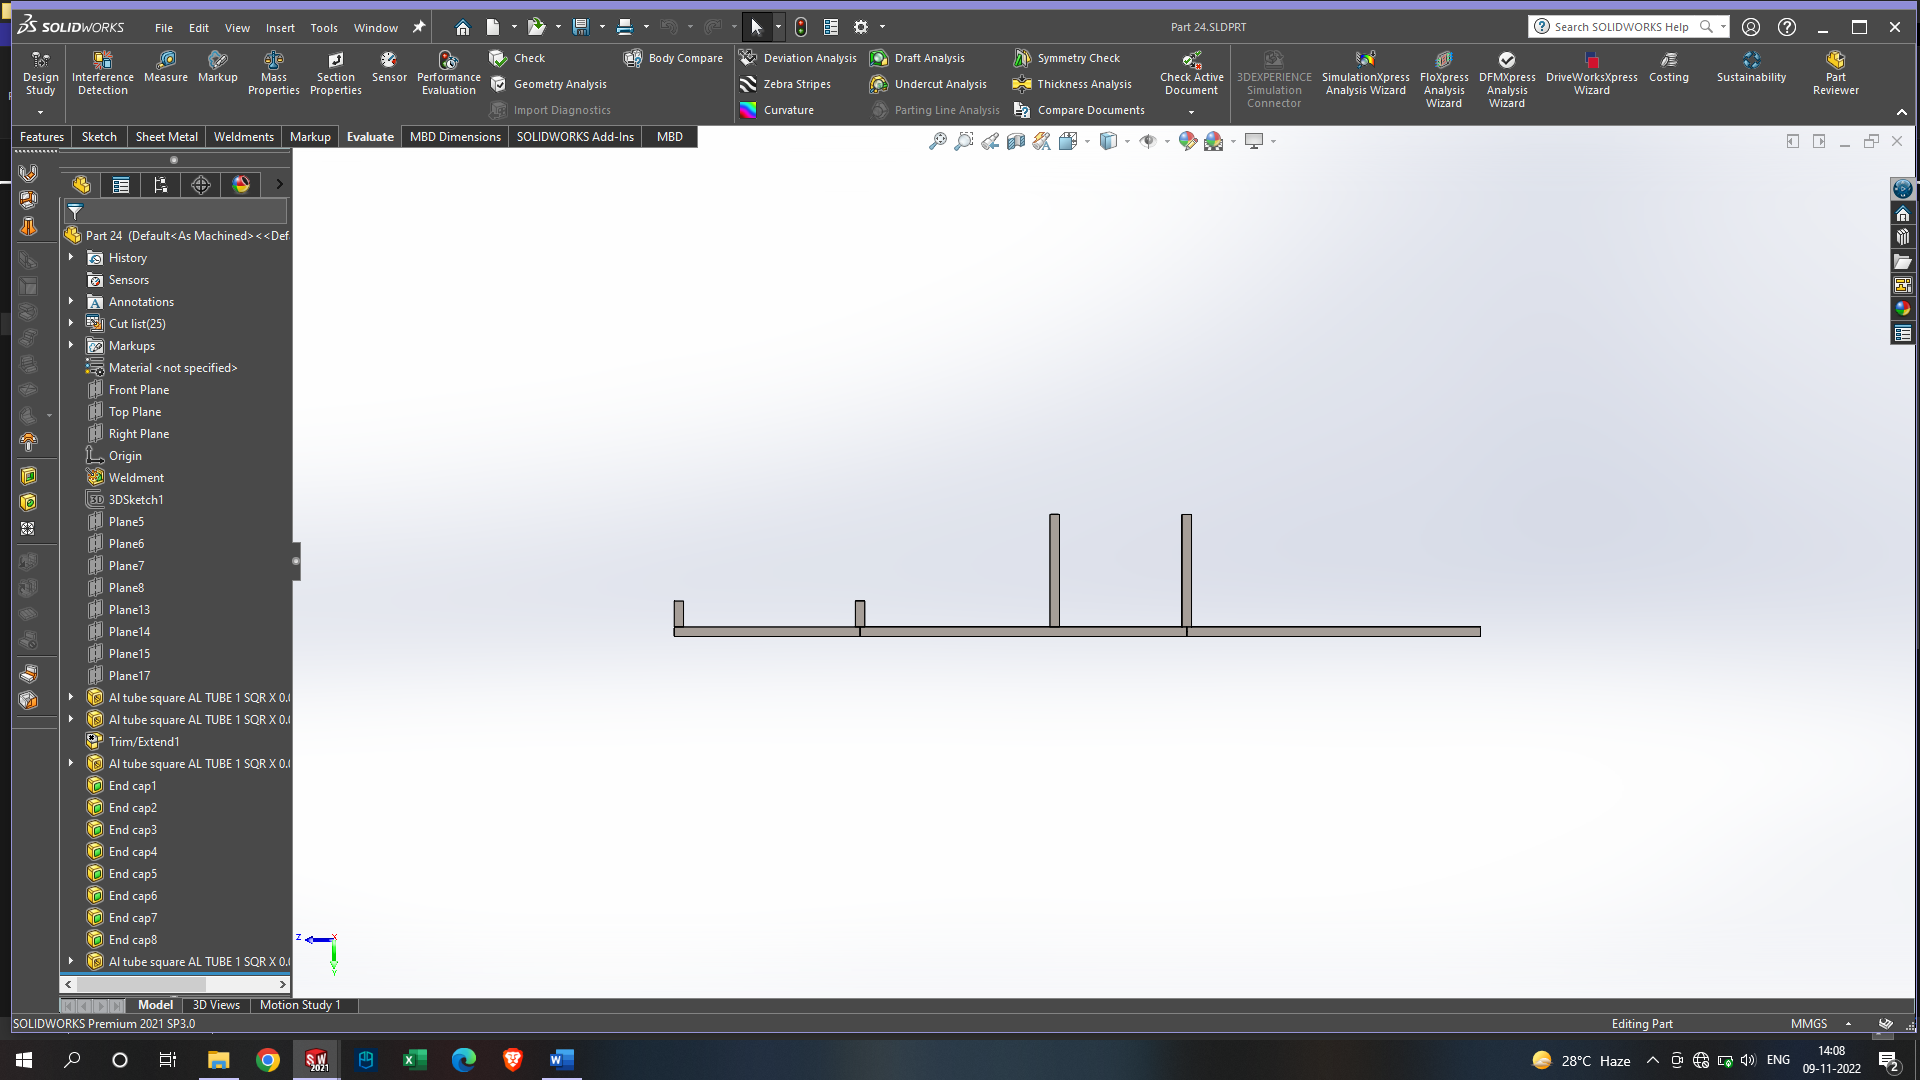 SOLIDWORKS File Edit View Insert Tools Window Part 24.SLDPRT Search SOLIDWORKS Help
Design Study
Interference Detection
Measure
Markup
Mass Properties
Section Properties
Sensor
Performance Evaluation
Check
Geometry Analysis
Import Diagnostics
Body Compare
Deviation Analysis
Zebra Stripes
Curvature
Draft Analysis
Undercut Analysis
Parting Line Analysis
Symmetry Check
Thickness Analysis
Compare Documents
Check Active Document
3DEXPERIENCE Simulation Connector
SimulationXpress Analysis Wizard
FloXpress Analysis Wizard
DFMXpress Analysis Wizard
DriveWorksXpress Wizard
Costing
Sustainability
Part Reviewer
Features Sketch Sheet Metal Weldments Markup Evaluate MBD Dimensions SOLIDWORKS Add-Ins MBD
Part 24 (Default<As Machined><<Def
History
Sensors
Annotations
Cut list(25)
Markups
Material <not specified>
Front Plane
Top Plane
Right Plane
Origin
Weldment
3DSketch1
Plane5
Plane6
Plane7
Plane8
Plane13
Plane14
Plane15
Plane17
Al tube square AL TUBE 1 SQR X 0.
Al tube square AL TUBE 1 SQR X 0.
Trim/Extend1
Al tube square AL TUBE 1 SQR X 0.
End cap1
End cap2
End cap3
End cap4
End cap5
End cap6
End cap7
End cap8
Al tube square AL TUBE 1 SQR X 0.
Z X
Y
Model 3D Views Motion Study 1
SOLIDWORKS Premium 2021 SP3.0 Editing Part MMGS
28°C Haze ENG 14:08
09-11-2022 2